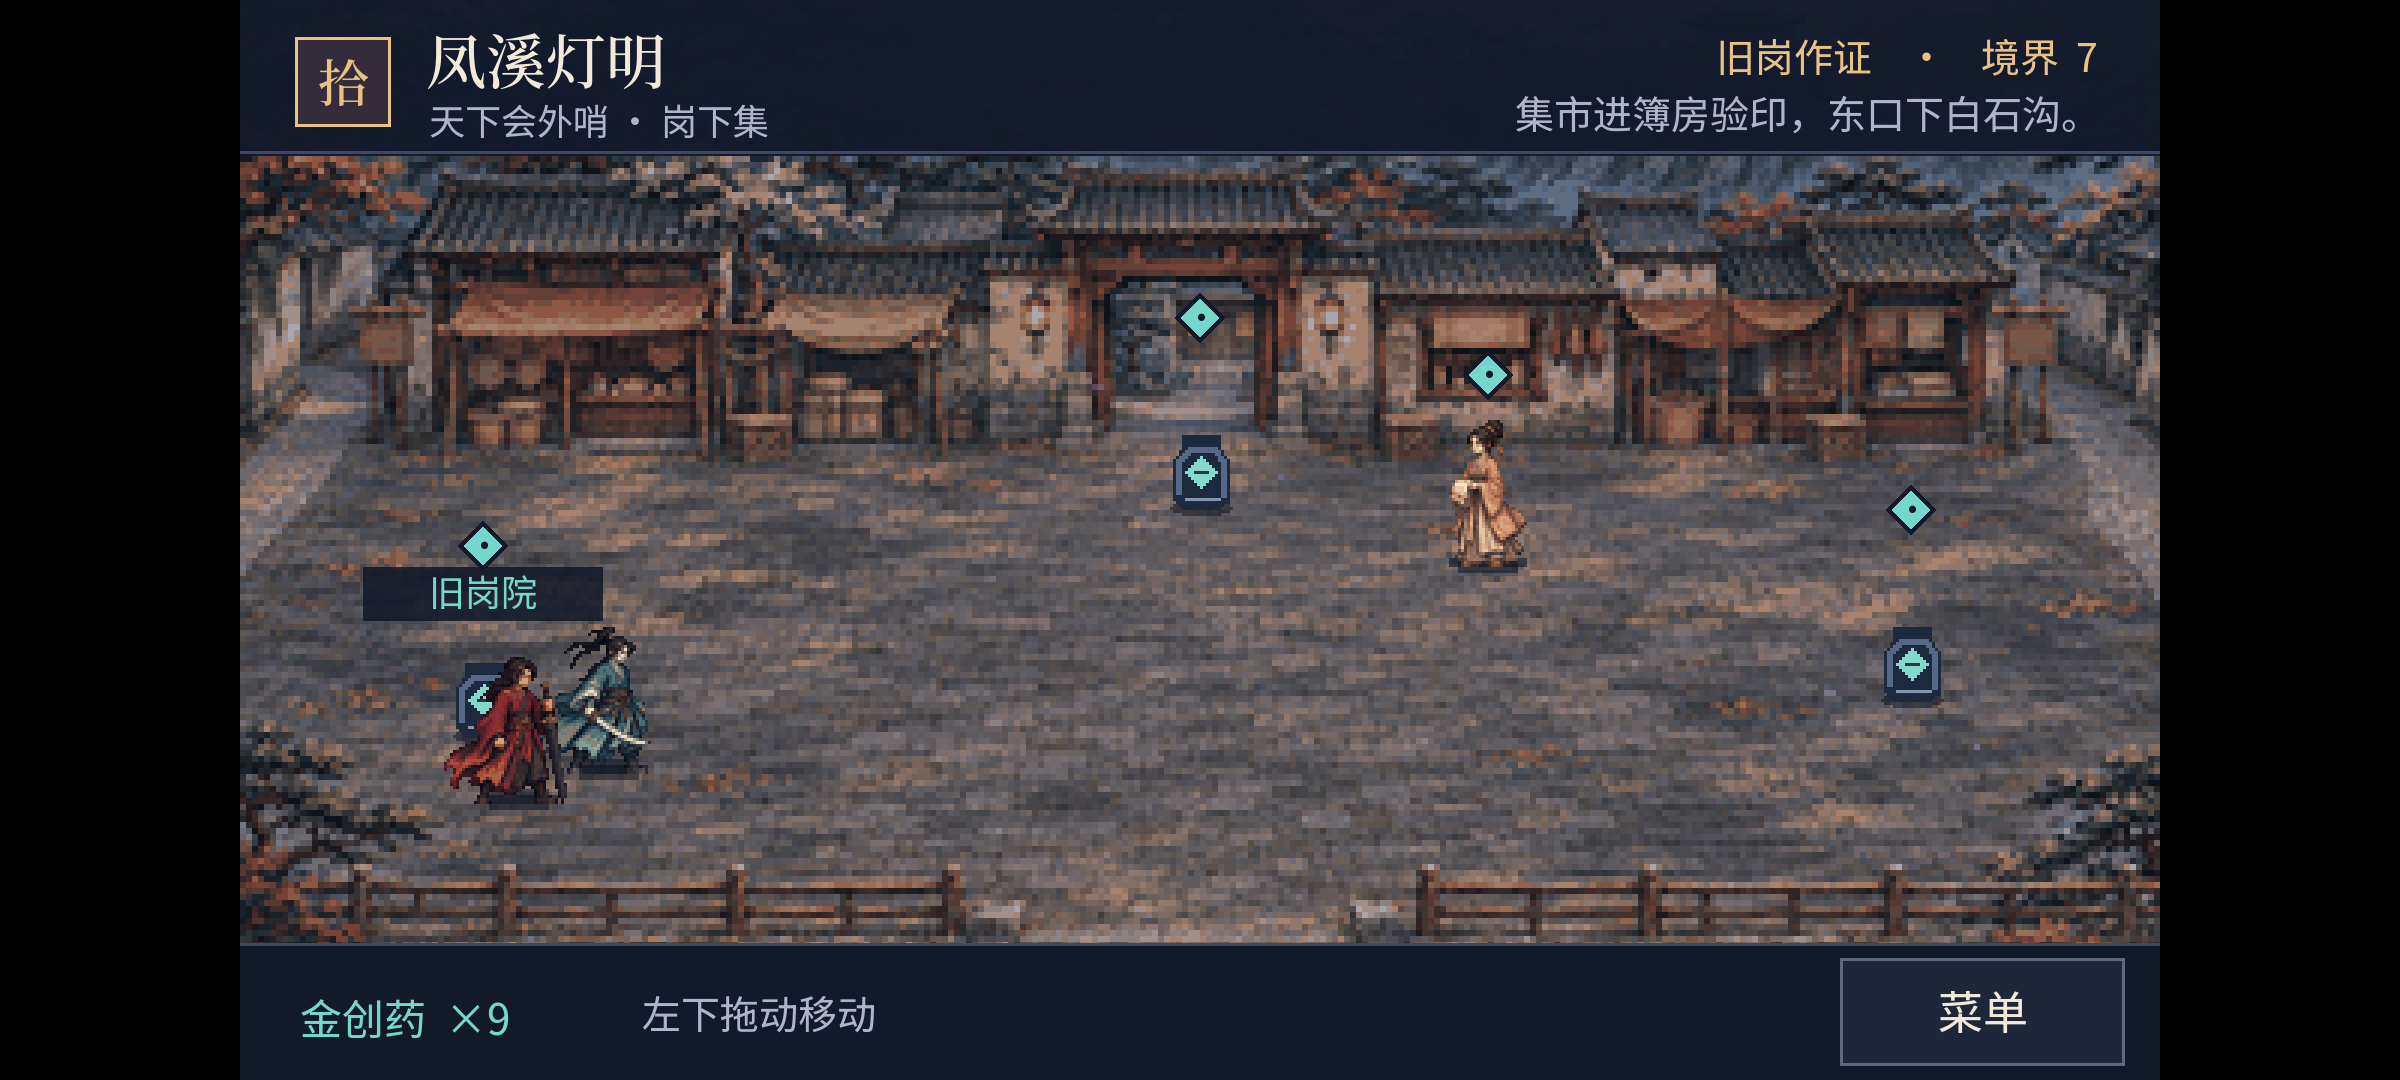 拾
凤溪灯明
天下会外哨 · 岗下集
旧岗作证 · 境界 7
集市进簿房验印，东口下白石沟。
旧岗院
金创药 ×9
左下拖动移动
菜单